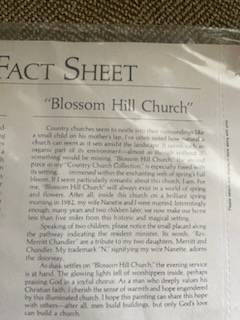 FACT SHEET
"Blossom Hill Church"
Country churches seem to nestle into their surroundings like
a small child on his mother's lap. I've often noted how natural a
church can seem as it sets amidst the landscape. It seems such an
organic part of its environment—almost as though without it,
something would be missing. "Blossom Hill Church," the second
piece in my "Country Church Collection," is especially fused with
its setting immersed within the enchanting swirls of spring's full
bloom. If I seem particularly romantic about this church, I am. For
me, "Blossom Hill Church" will always exist in a world of spring
and flowers. After all, inside this church on a brilliant spring
morning in 1982, my wife Nanette and I were married. Interestingly
enough, many years and two children later, we now make our home
less than five miles from this historic and magical setting.
Speaking of two children, please notice the small placard along
the pathway indicating the resident minister. Its words, "Rev.
Merritt Chandler" are a tribute to my two daughters, Merritt and
Chandler. My trademark "N" signifying my wife Nanette, adorns
the doorway.
As dusk settles on "Blossom Hill Church," the evening service
is at hand. The glowing lights tell of worshippers inside, perhaps
praising God in a joyful chorus. As a man who deeply values his
Christian faith, I cherish the sense of warmth and hope engendered
by this illuminated church. I hope this painting can share this hope
with others—after all, men build buildings, but only God's love
can build a church.